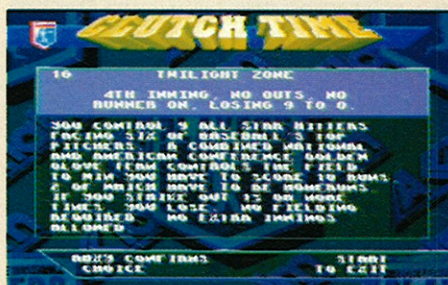 CLUTCH TIME
16 TWILIGHT ZONE
4TH INNING, NO OUTS, NO
RUNNER ON, LOSING 9 TO 0.
YOU CONTROL ALL STAR HITTERS
FACING SIX OF BASEBALL'S TOP
PITCHERS. A COMBINED NATIONAL
AND AMERICAN CONFERENCE GOLDEN
GLOVE TEAM CONTROLS THE FIELD
TO WIN YOU HAVE TO SCORE RUNS
2 OF WHICH HAVE TO BE HOMERUNS
IF YOU STRIKE OUT OR MORE
TIMES YOU LOSE NO FIELDING
REQUIRED NO EXTRA INNINGS
ALLOWED
CONFIRMS START
CHOICE TO EXIT